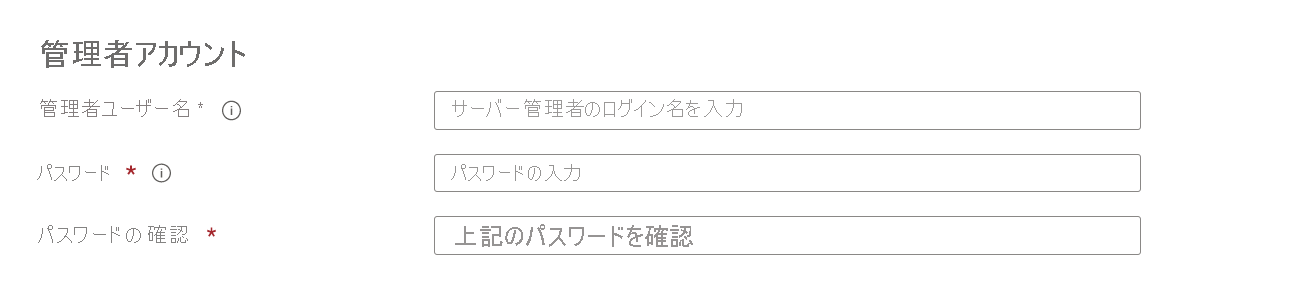 管理者アカウント
管理者ユーザー名 * サーバー管理者のログイン名を入力
パスワード * パスワードの入力
パスワードの確認 * 上記のパスワードを確認